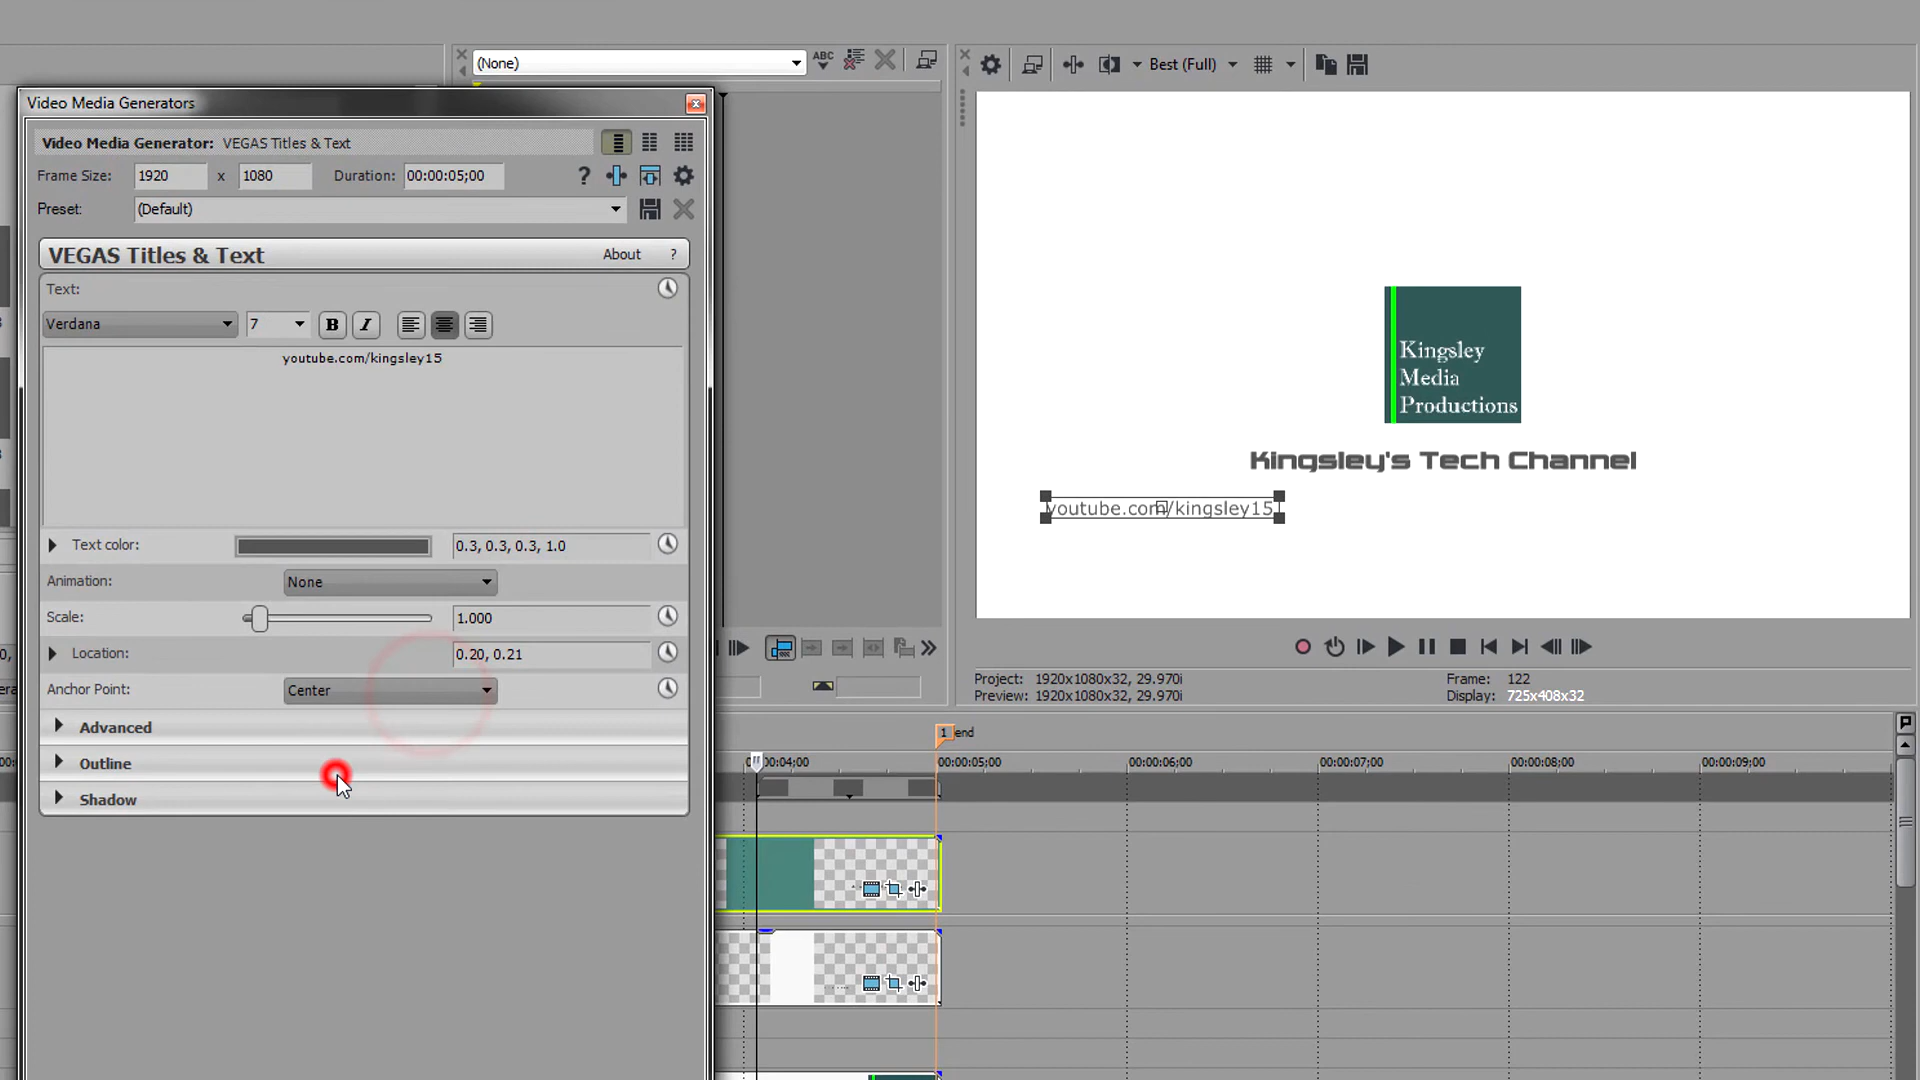 (None)
ABC
Best (Full)
Video Media Generators
Video Media Generator: VEGAS Titles & Text
Frame Size: 1920 x 1080 Duration: 00:00:05;00 ?
Preset: (Default)
VEGAS Titles & Text About ?
Text:
Verdana 7 B I
youtube.com/kingsley15
Text color: 0.3, 0.3, 0.3, 1.0
Animation: None
Scale: 1.000
Location: 0.20, 0.21
Anchor Point: Center
Advanced
Outline
Shadow
Kingsley
Media
Productions
Kingsley's Tech Channel
youtube.com/kingsley15
Project: 1920x1080x32, 29.970i
Preview: 1920x1080x32, 29.970i
Frame: 122
Display: 725x408x32
1 end
00:00:05;00 00:00:06;00 00:00:07;00 00:00:08;00 00:00:09;00